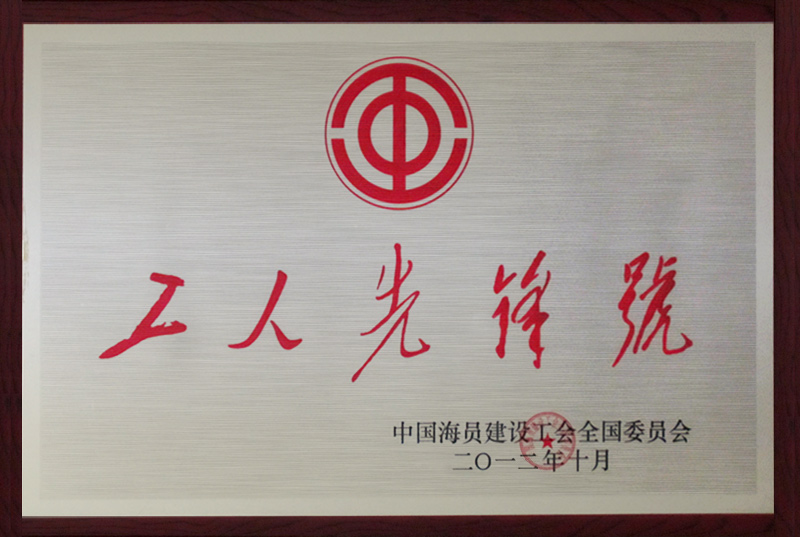 工人先锋號
中国海员建设工会全国委员会
二〇一二年十月